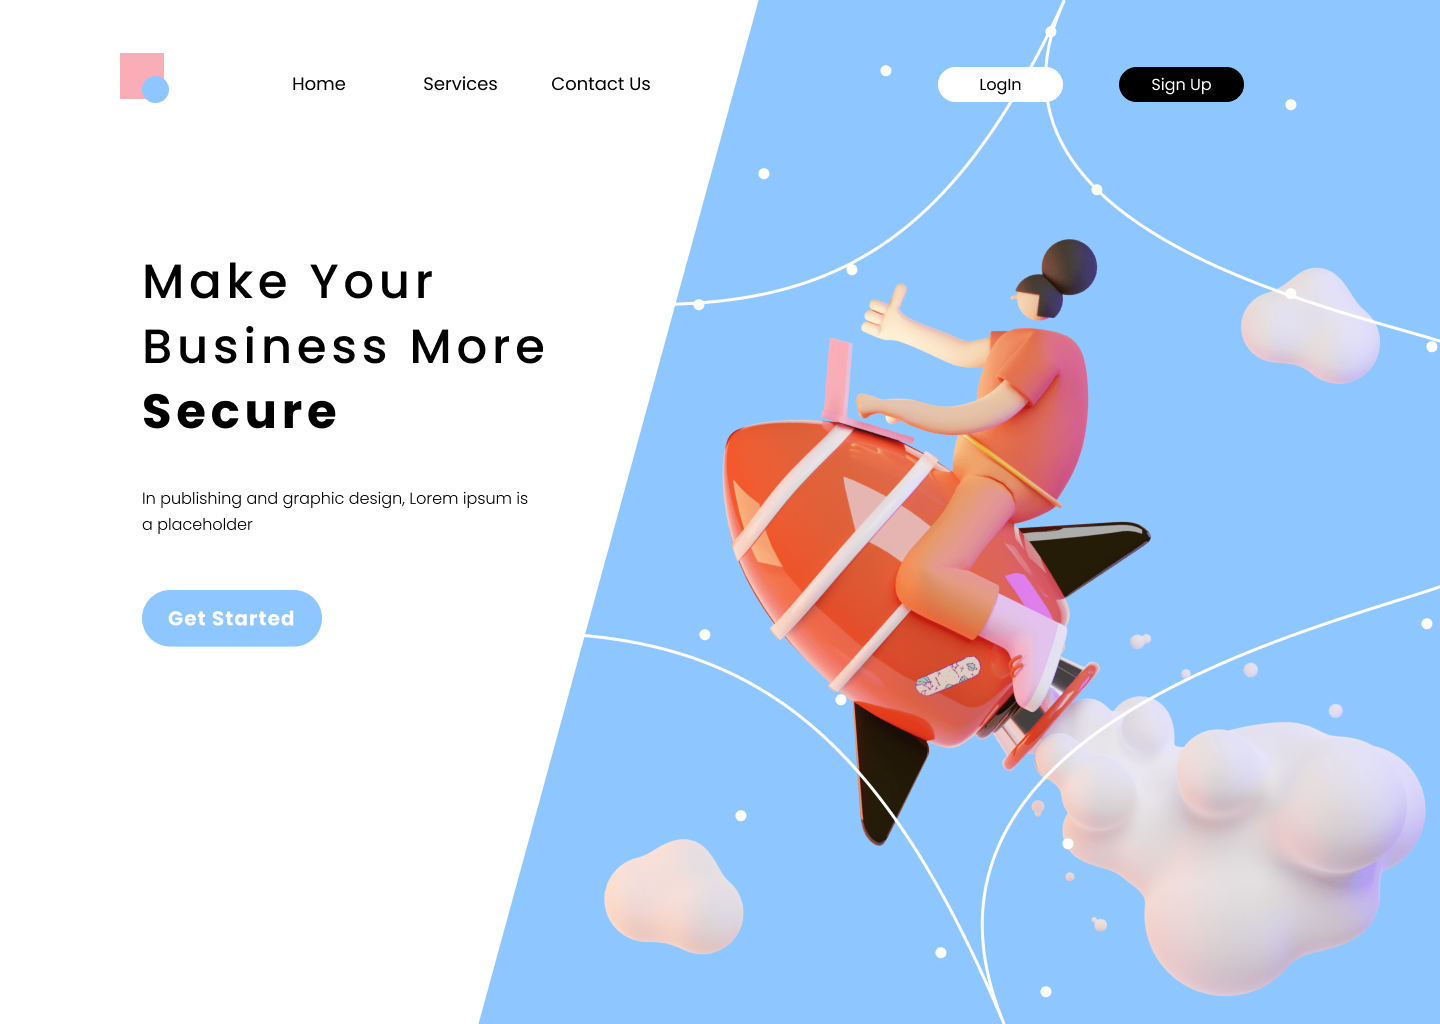 Home
Services
Contact Us
LogIn
Sign Up
Make Your
Business More
Secure
In publishing and graphic design, Lorem ipsum is
a placeholder
Get Started